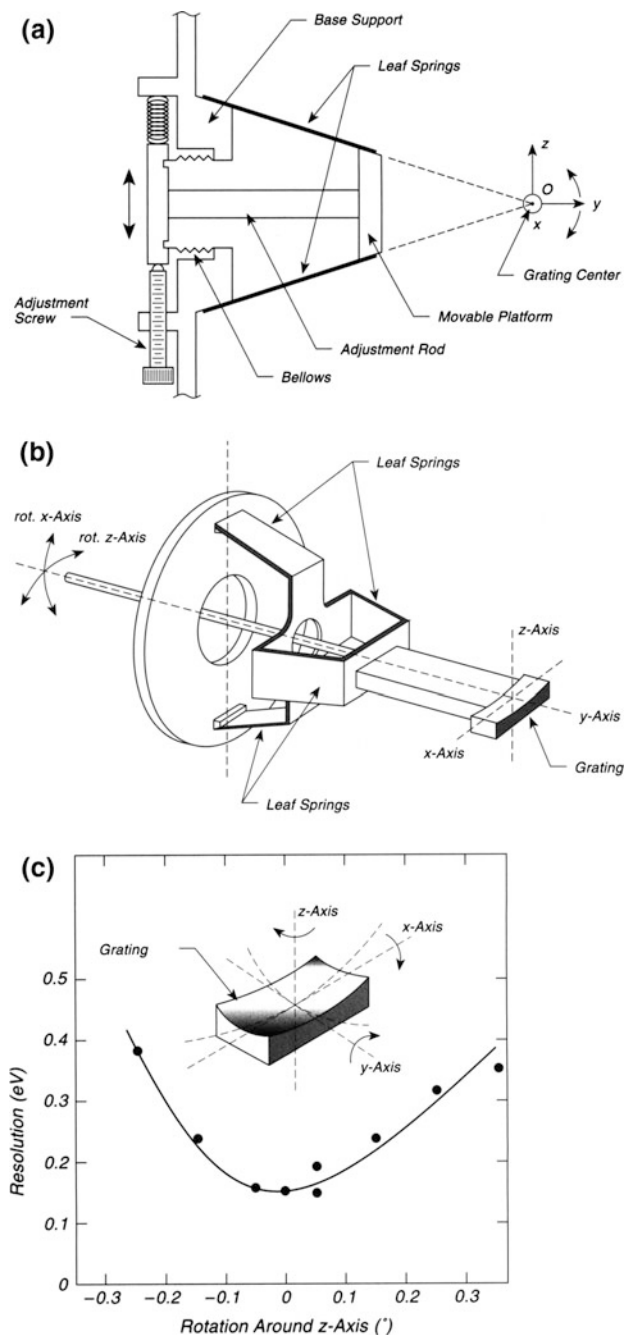 (a)
Base Support
Leaf Springs
z
O
y
x
Grating Center
Movable Platform
Adjustment Rod
Bellows
Adjustment
Screw
(b)
Leaf Springs
rot. x-Axis
rot. z-Axis
z-Axis
y-Axis
x-Axis
Grating
Leaf Springs
(c)
z-Axis
x-Axis
Grating
y-Axis
0.5
0.4
0.3
0.2
0.1
0
Resolution (eV)
−0.3 −0.2 −0.1 0 0.1 0.2 0.3
Rotation Around z-Axis (°)